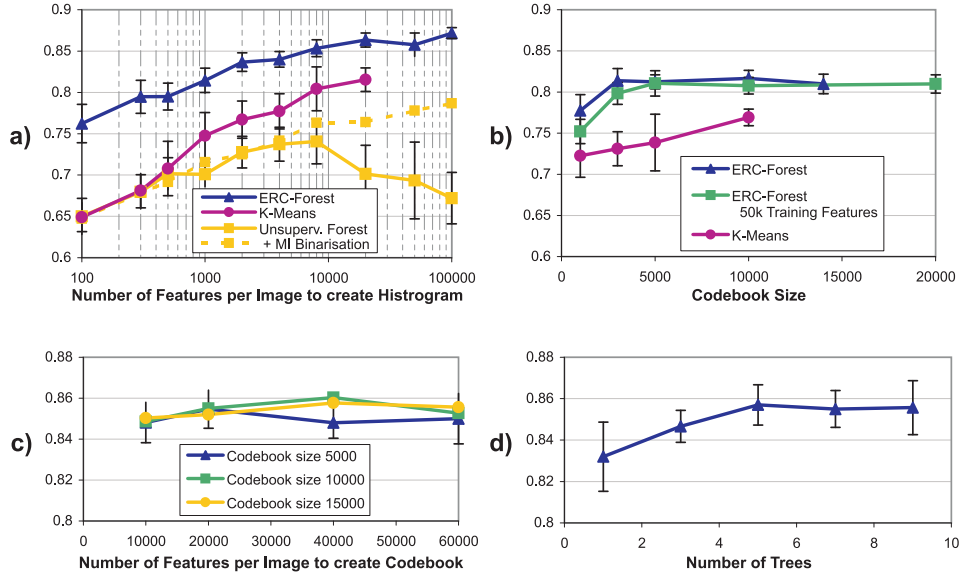 a)
0.9
0.85
0.8
0.75
0.7
0.65
0.6
100
1000
10000
100000
ERC-Forest
K-Means
Unsuperv. Forest
+ MI Binarisation
Number of Features per Image to create Histrogram
b)
0.9
0.85
0.8
0.75
0.7
0.65
0.6
0
5000
10000
15000
20000
ERC-Forest
ERC-Forest
50k Training Features
K-Means
Codebook Size
c)
0.88
0.86
0.84
0.82
0.8
0
10000
20000
30000
40000
50000
60000
Codebook size 5000
Codebook size 10000
Codebook size 15000
Number of Features per Image to create Codebook
d)
0.88
0.86
0.84
0.82
0.8
0
2
4
6
8
10
Number of Trees